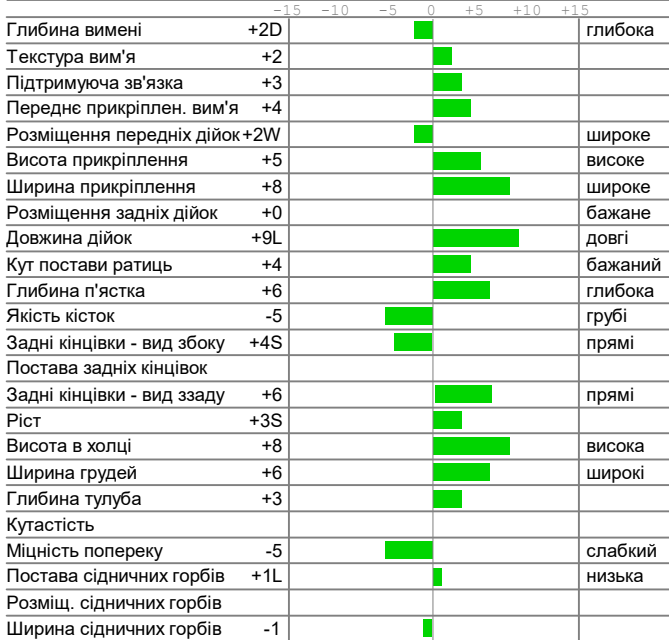 -15 -10 -5 0 +5 +10 +15
Глибина вимені +2D глибока
Текстура вим'я +2
Підтримуюча зв'язка +3
Переднє прикріплен. вим'я +4
Розміщення передніх дійок +2W широке
Висота прикріплення +5 високе
Ширина прикріплення +8 широке
Розміщення задніх дійок +0 бажане
Довжина дійок +9L довгі
Кут постави ратиць +4 бажаний
Глибина п'ястка +6 глибока
Якість кісток -5 грубі
Задні кінцівки - вид збоку +4S прямі
Постава задніх кінцівок
Задні кінцівки - вид ззаду +6 прямі
Ріст +3S
Висота в холці +8 висока
Ширина грудей +6 широкі
Глибина тулуба +3
Кутастість
Міцність попереку -5 слабкий
Постава сідничних горбів +1L низька
Розміщ. сідничних горбів
Ширина сідничних горбів -1